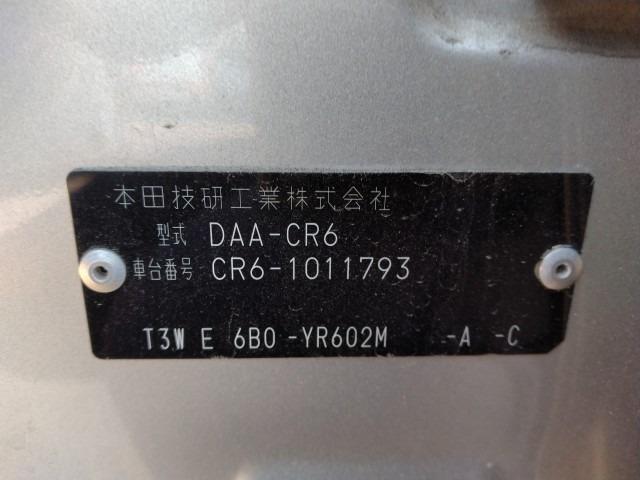 本田技研工業株式会社
型式 DAA-CR6
車台番号 CR6-1011793
T3W E 6B0 -YR602M -A -C